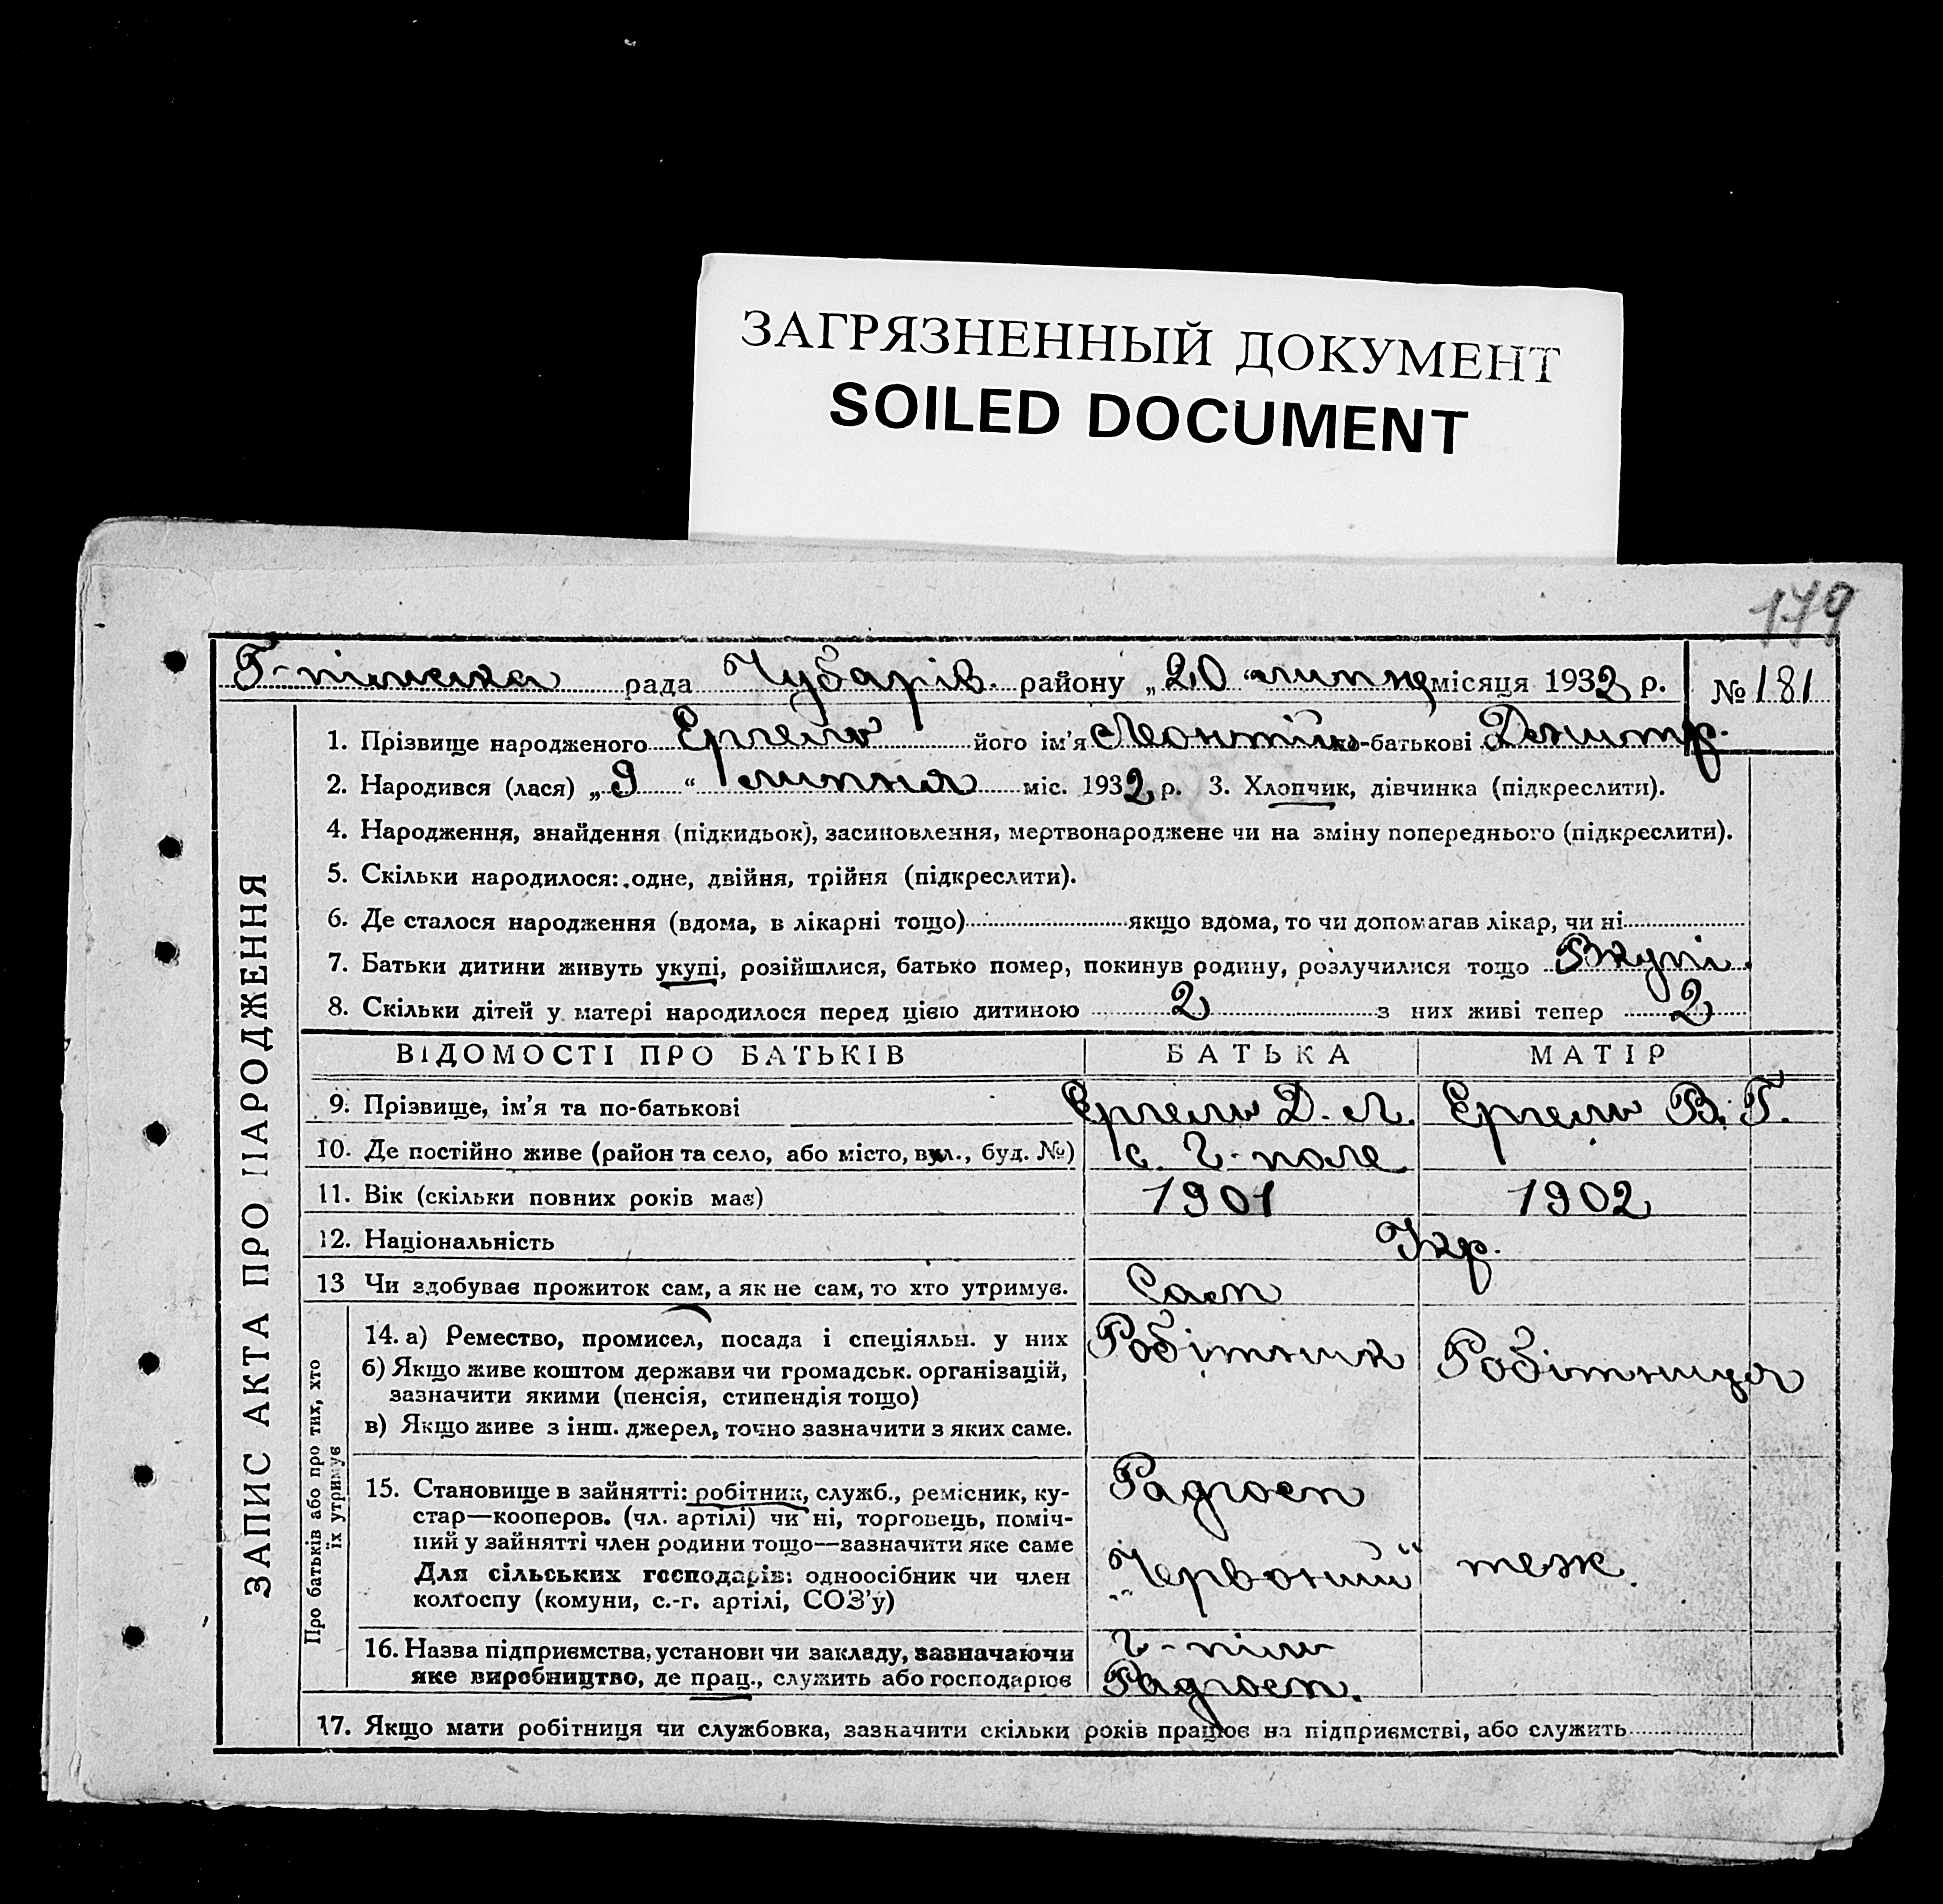 ЗАГРЯЗНЕННЫЙ ДОКУМЕНТ
SOILED DOCUMENT
179
Г-пільська рада Чубарів. району „20“ липня місяця 1932 р. № 181
ЗАПИС АКТА ПРО НАРОДЖЕННЯ
1. Прізвище народженого його ім'я Леонтій по-батькові Дмитр.
2. Народився (лася) „9“ липня міс. 1932 р. 3. Хлопчик, дівчинка (підкреслити).
4. Народження, знайдення (підкидьок), засиновлення, мертвонароджене чи на зміну попереднього (підкреслити).
5. Скільки народилося: одне, двійня, трійня (підкреслити).
6. Де сталося народження (вдома, в лікарні тощо) якщо вдома, то чи допомагав лікар, чи ні
7. Батьки дитини живуть укупі, розійшлися, батько помер, покинув родину, розлучилися тощо Вкупі.
8. Скільки дітей у матері народилося перед цією дитиною 2 з них живі тепер 2
ВІДОМОСТІ ПРО БАТЬКІВ БАТЬКА МАТІР
9. Прізвище, ім'я та по-батькові Д. Л. В. Г.
10. Де постійно живе (район та село, або місто, вул., буд. №) с. Г-поле
11. Вік (скільки повних років має) 1901 1902
12. Національність Укр.
13 Чи здобуває прожиток сам, а як не сам, то хто утримує. Сам
Про батьків або про тих, хто їх утримує
14. а) Ремество, промисел, посада і спеціяльн. у них Робітник Робітниця
б) Якщо живе коштом держави чи громадськ. організацій,
зазначити якими (пенсія, стипендія тощо)
в) Якщо живе з інш. джерел, точно зазначити з яких саме.
15. Становище в зайнятті: робітник, служб., ремісник, ку-
стар—кооперов. (чл. артілі) чи ні, торговець, поміч-
ний у зайнятті член родини тощо—зазначити яке саме
Для сільських господарів: одноосібник чи член
колгоспу (комуни, с.-г. артілі, СОЗ'у)
Радгосп
„Червоний“ теж.
16. Назва підприємства, установи чи закладу, зазначаючи
яке виробництво, де прац., служить або господарює
Г-піль
Радгосп.
17. Якщо мати робітниця чи службовка, зазначити скільки років працює на підприємстві, або служить